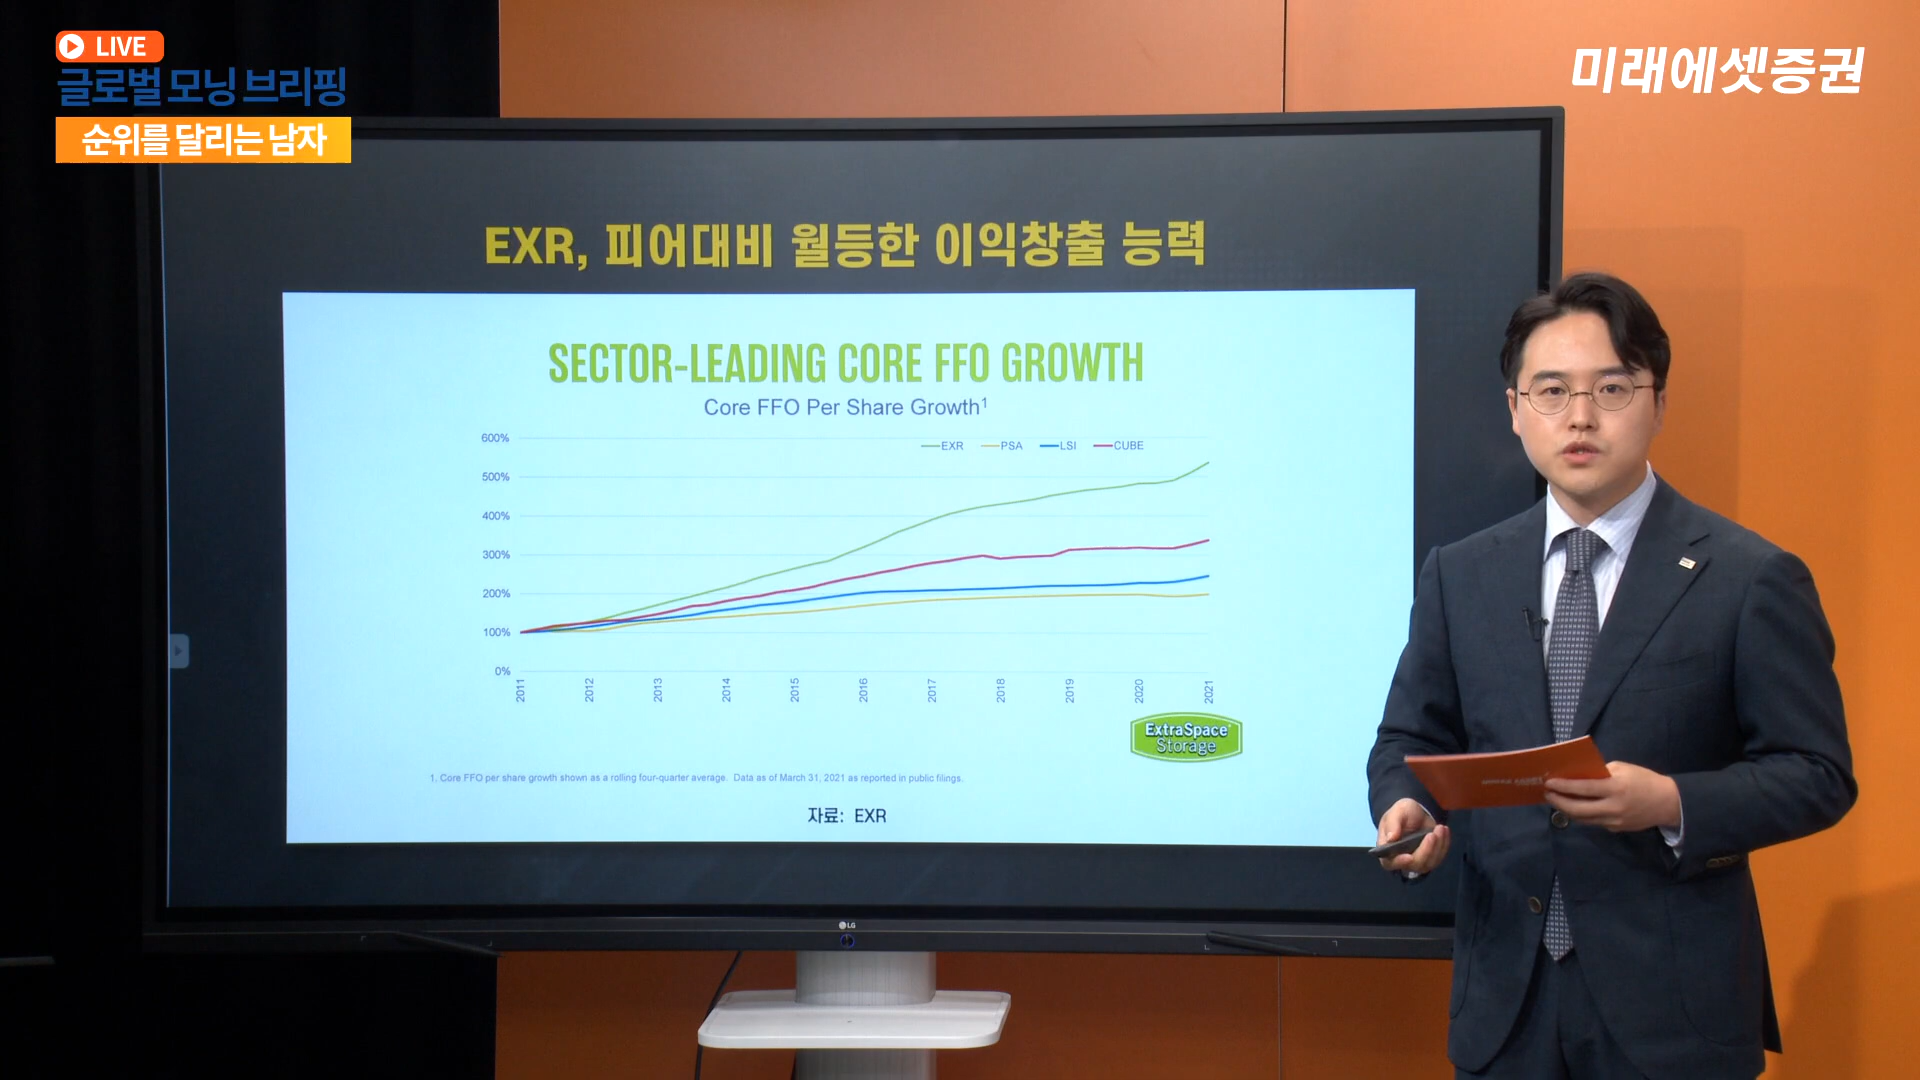 LIVE
글로벌 모닝 브리핑
순위를 달리는 남자
미래에셋증권
EXR, 피어대비 월등한 이익창출 능력
SECTOR-LEADING CORE FFO GROWTH
Core FFO Per Share Growth¹
EXR PSA LSI CUBE
600%
500%
400%
300%
200%
100%
0%
2011 2012 2013 2014 2015 2016 2017 2018 2019 2020 2021
ExtraSpace
Storage
1. Core FFO per share growth shown as a rolling four-quarter average. Data as of March 31, 2021 as reported in public filings.
자료: EXR
LG